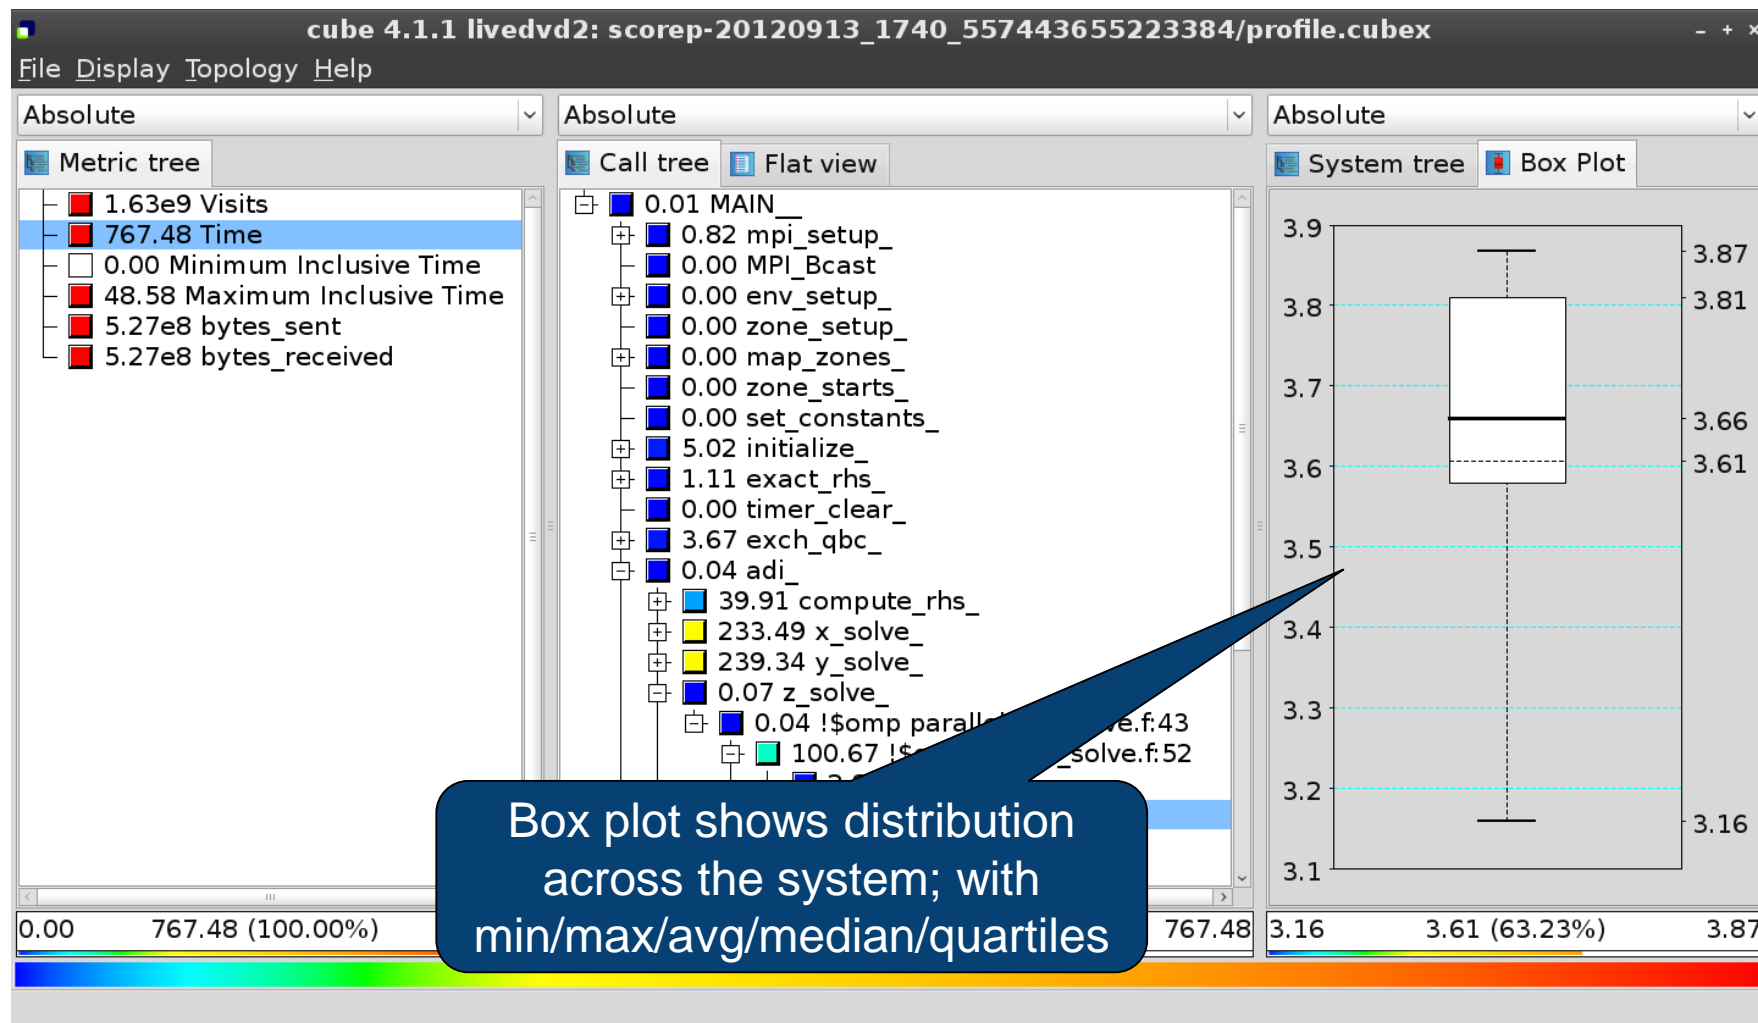 cube 4.1.1 livedvd2: scorep-20120913_1740_557443655223384/profile.cubex
File Display Topology Help
Absolute
Absolute
Absolute
Metric tree
Call tree
Flat view
System tree
Box Plot
1.63e9 Visits
767.48 Time
0.00 Minimum Inclusive Time
48.58 Maximum Inclusive Time
5.27e8 bytes_sent
5.27e8 bytes_received
0.01 MAIN__
0.82 mpi_setup_
0.00 MPI_Bcast
0.00 env_setup_
0.00 zone_setup_
0.00 map_zones_
0.00 zone_starts_
0.00 set_constants_
5.02 initialize_
1.11 exact_rhs_
0.00 timer_clear_
3.67 exch_qbc_
0.04 adi_
39.91 compute_rhs_
233.49 x_solve_
239.34 y_solve_
0.07 z_solve_
0.04 !$omp
100.67
solve.f:52
3.9
3.8
3.7
3.6
3.5
3.4
3.3
3.2
3.1
3.87
3.81
3.66
3.61
3.16
Box plot shows distribution
across the system; with
min/max/avg/median/quartiles
0.00 767.48 (100.00%)
767.48
3.16 3.61 (63.23%) 3.87